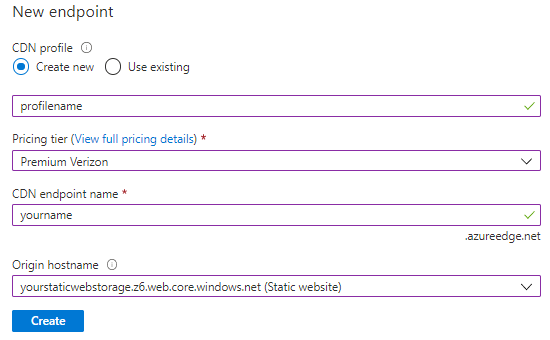 New endpoint
CDN profile
Create new Use existing
profilename
Pricing tier (View full pricing details) *
Premium Verizon
CDN endpoint name *
yourname
.azureedge.net
Origin hostname
yourstaticwebstorage.z6.web.core.windows.net (Static website)
Create